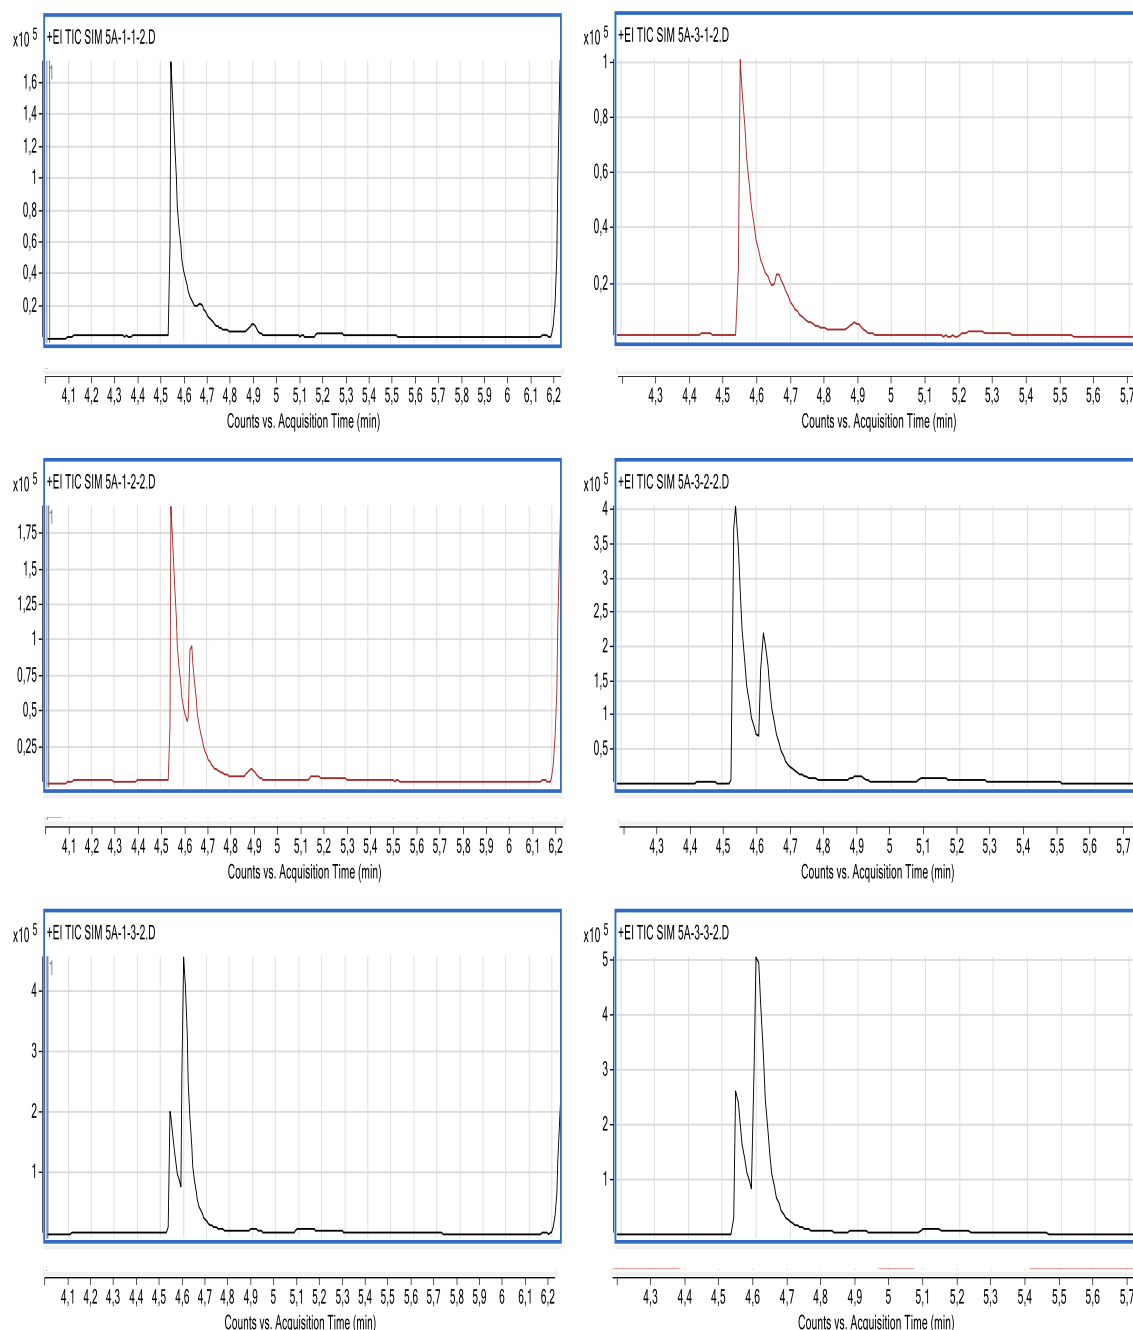 x10 5 +EI TIC SIM 5A-1-1-2.D
1
1,6
1,4
1,2
1
0,8
0,6
0,4
0,2
4,1 4,2 4,3 4,4 4,5 4,6 4,7 4,8 4,9 5 5,1 5,2 5,3 5,4 5,5 5,6 5,7 5,8 5,9 6 6,1 6,2
Counts vs. Acquisition Time (min)
x10 5 +EI TIC SIM 5A-3-1-2.D
1
0,8
0,6
0,4
0,2
4,3 4,4 4,5 4,6 4,7 4,8 4,9 5 5,1 5,2 5,3 5,4 5,5 5,6 5,7
Counts vs. Acquisition Time (min)
x10 5 +EI TIC SIM 5A-1-2-2.D
1
1,75
1,5
1,25
1
0,75
0,5
0,25
4,1 4,2 4,3 4,4 4,5 4,6 4,7 4,8 4,9 5 5,1 5,2 5,3 5,4 5,5 5,6 5,7 5,8 5,9 6 6,1 6,2
Counts vs. Acquisition Time (min)
x10 5 +EI TIC SIM 5A-3-2-2.D
4
3,5
3
2,5
2
1,5
1
0,5
4,3 4,4 4,5 4,6 4,7 4,8 4,9 5 5,1 5,2 5,3 5,4 5,5 5,6 5,7
Counts vs. Acquisition Time (min)
x10 5 +EI TIC SIM 5A-1-3-2.D
1
4
3
2
1
4,1 4,2 4,3 4,4 4,5 4,6 4,7 4,8 4,9 5 5,1 5,2 5,3 5,4 5,5 5,6 5,7 5,8 5,9 6 6,1 6,2
Counts vs. Acquisition Time (min)
x10 5 +EI TIC SIM 5A-3-3-2.D
5
4
3
2
1
4,3 4,4 4,5 4,6 4,7 4,8 4,9 5 5,1 5,2 5,3 5,4 5,5 5,6 5,7
Counts vs. Acquisition Time (min)